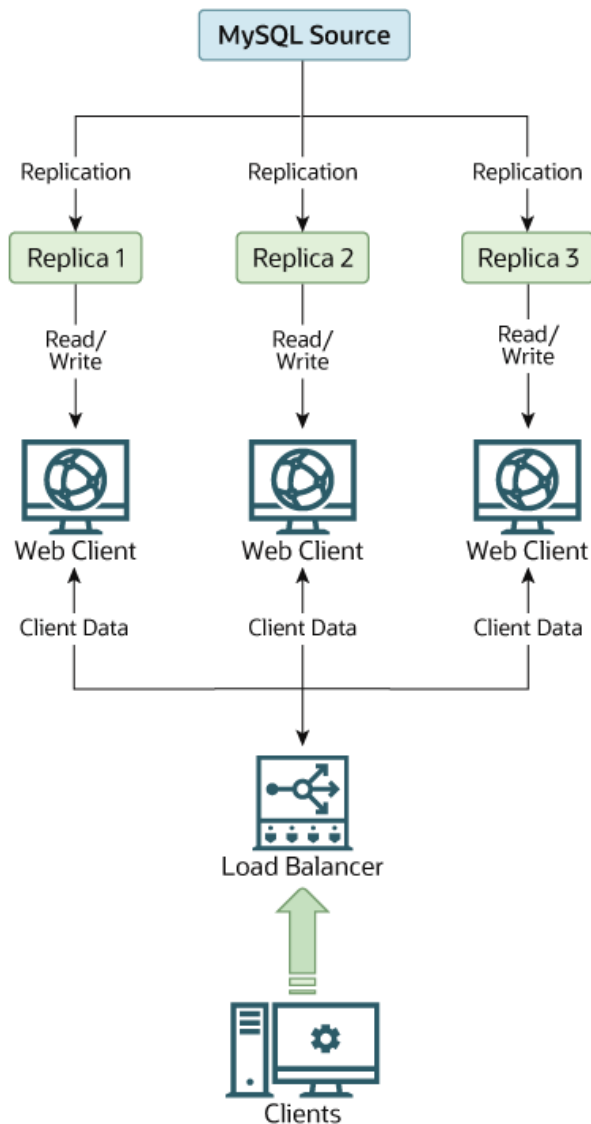 MySQL Source
Replication
Replication
Replication
Replica 1
Replica 2
Replica 3
Read/
Write
Read/
Write
Read/
Write
Web Client
Web Client
Web Client
Client Data
Client Data
Client Data
Load Balancer
Clients